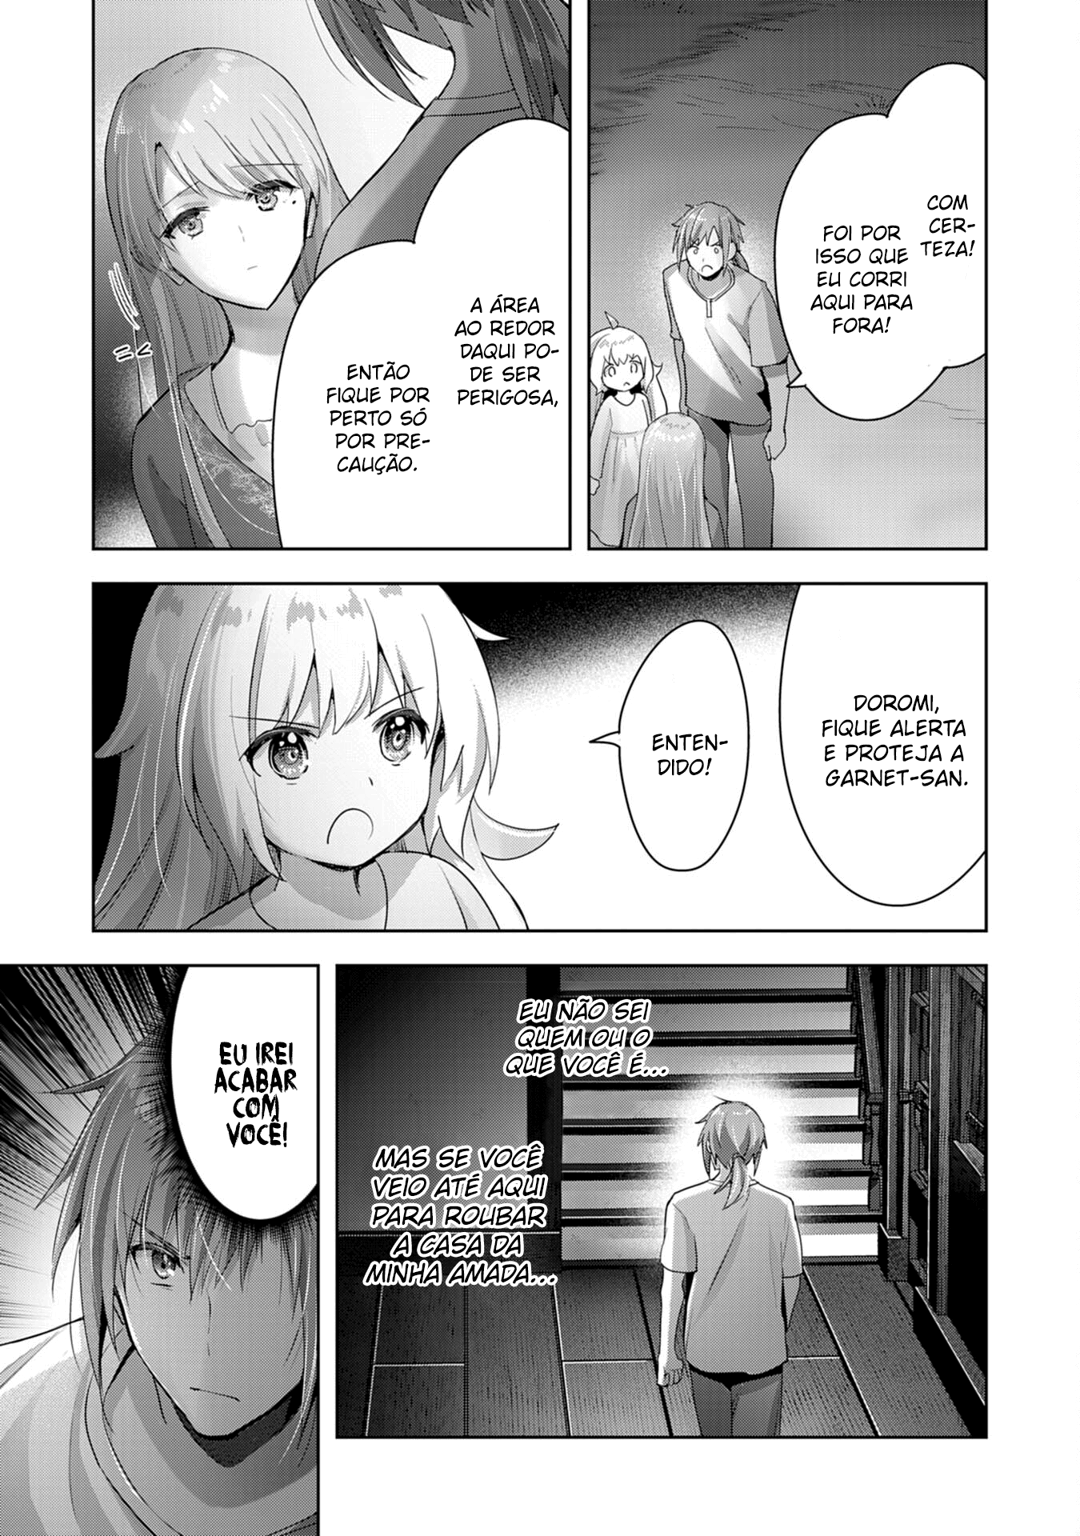 COM
CER-
TEZA!
FOI POR
ISSO QUE
EU CORRI
AQUI PARA
FORA!
A ÁREA
AO REDOR
DAQUI PO-
DE SER
PERIGOSA,
ENTÃO
FIQUE POR
PERTO SÓ
POR PRE-
CAUÇÃO.
DOROMI,
FIQUE ALERTA
E PROTEJA A
GARNET-SAN.
ENTEN-
DIDO!
EU NÃO SEI
QUEM OU O
QUE VOCÊ É...
MAS SE VOCÊ
VEIO ATÉ AQUI
PARA ROUBAR
A CASA DA
MINHA AMADA...
EU IREI
ACABAR
COM
VOCÊ!